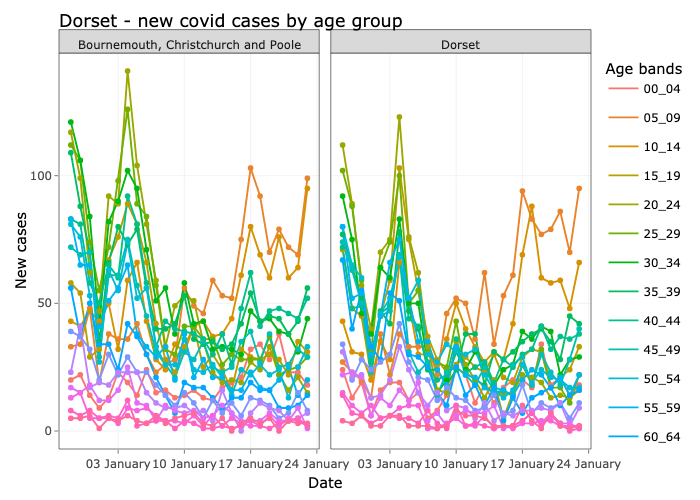 Dorset - new covid cases by age group
Bournemouth, Christchurch and Poole
Dorset
New cases
100
50
0
03 January 10 January 17 January 24 January
03 January 10 January 17 January 24 January
Date
Age bands
00_04
05_09
10_14
15_19
20_24
25_29
30_34
35_39
40_44
45_49
50_54
55_59
60_64